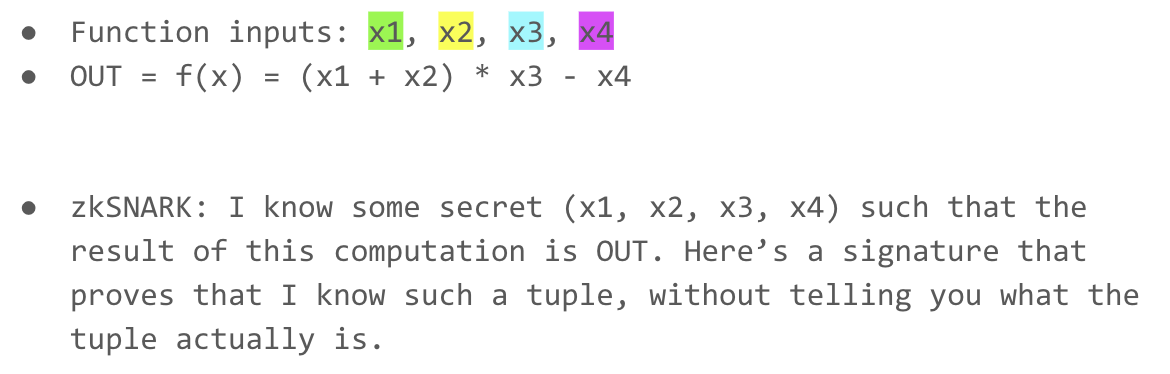 ● Function inputs: x1, x2, x3, x4
● OUT = f(x) = (x1 + x2) * x3 - x4
● zkSNARK: I know some secret (x1, x2, x3, x4) such that the
result of this computation is OUT. Here’s a signature that
proves that I know such a tuple, without telling you what the
tuple actually is.